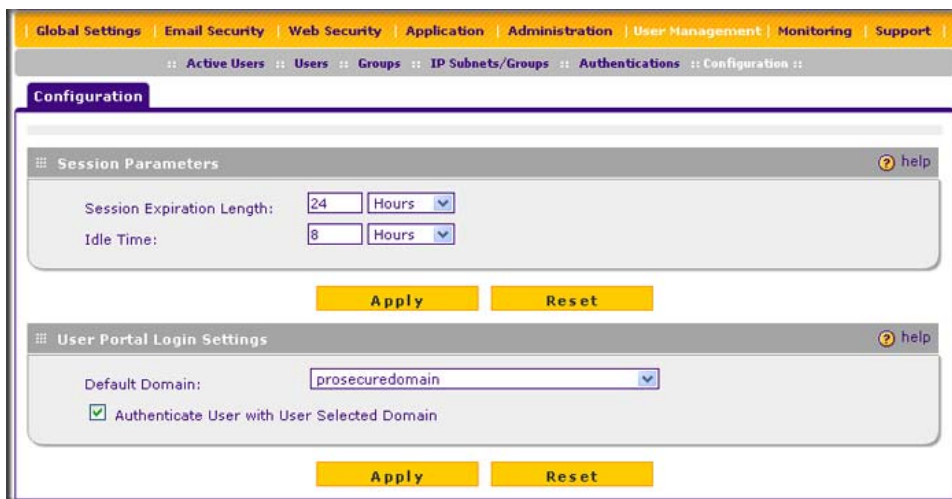 | Global Settings | Email Security | Web Security | Application | Administration | User Management | Monitoring | Support |
:: Active Users :: Users :: Groups :: IP Subnets/Groups :: Authentications :: Configuration ::
Configuration
Session Parameters ? help
Session Expiration Length: 24 Hours
Idle Time: 8 Hours
Apply Reset
User Portal Login Settings ? help
Default Domain: prosecuredomain
Authenticate User with User Selected Domain
Apply Reset